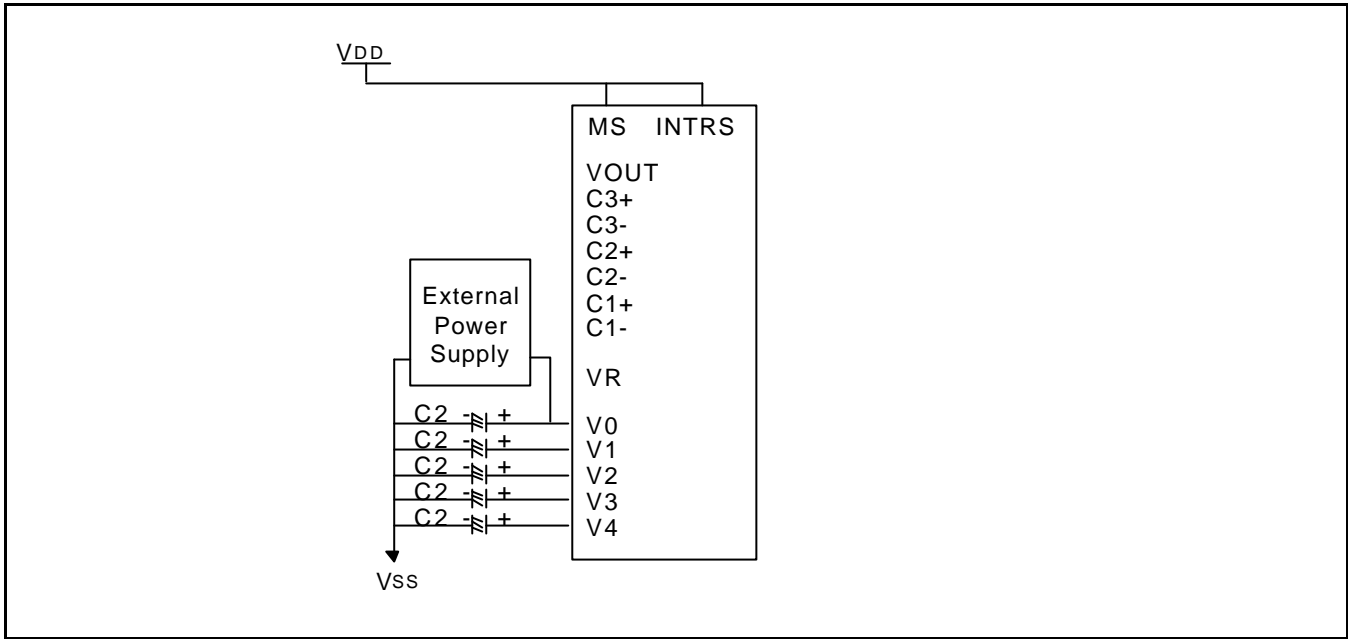 VDD
MS INTRS
VOUT
C3+
C3-
C2+
C2-
C1+
C1-
VR
External
Power
Supply
C2 - + V0
C2 - + V1
C2 - + V2
C2 - + V3
C2 - + V4
VSS